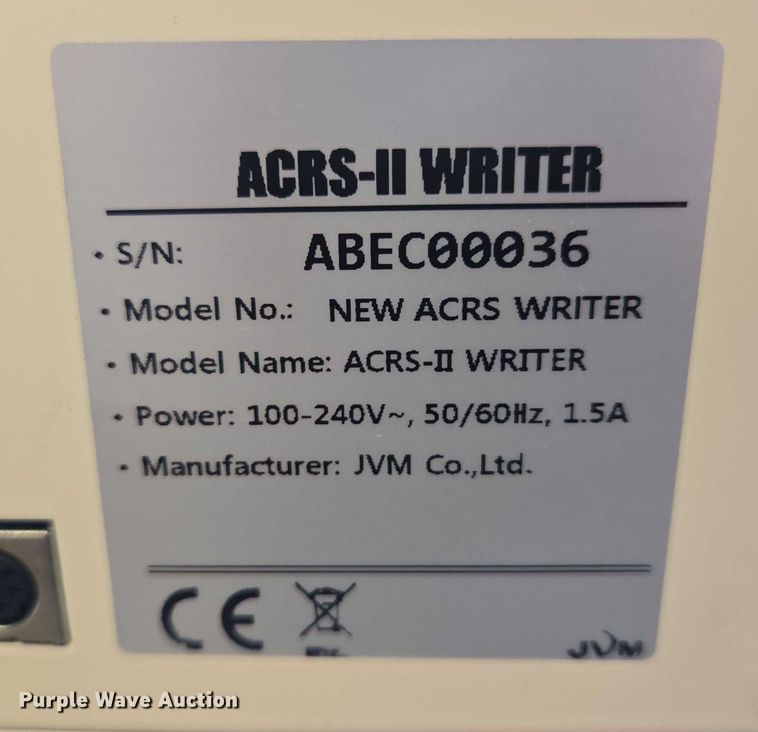 ACRS-II WRITER
• S/N: ABEC00036
• Model No.: NEW ACRS WRITER
• Model Name: ACRS-II WRITER
• Power: 100-240V~, 50/60Hz, 1.5A
• Manufacturer: JVM Co.,Ltd.
CE
JVM
Purple Wave Auction